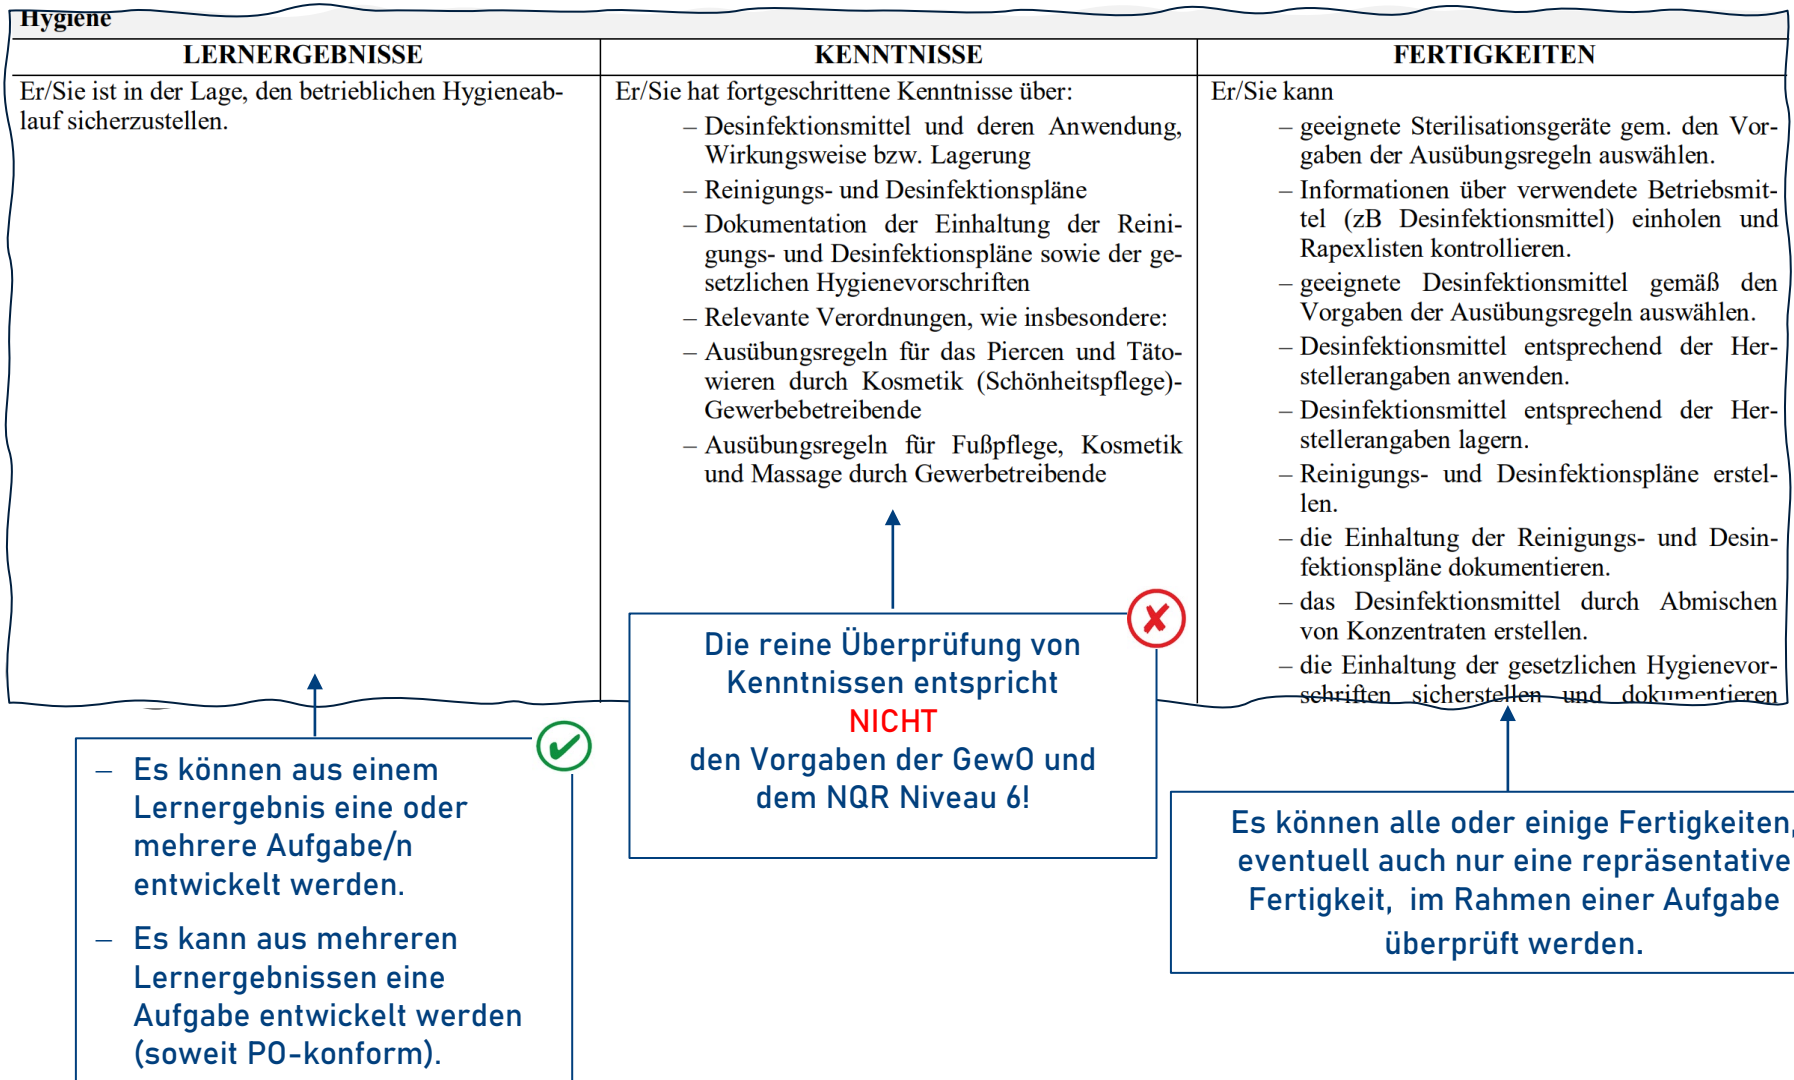 Hygiene
LERNERGEBNISSE
KENNTNISSE
FERTIGKEITEN
Er/Sie ist in der Lage, den betrieblichen Hygieneab-
lauf sicherzustellen.
Er/Sie hat fortgeschrittene Kenntnisse über:
– Desinfektionsmittel und deren Anwendung,
Wirkungsweise bzw. Lagerung
– Reinigungs- und Desinfektionspläne
– Dokumentation der Einhaltung der Reini-
gungs- und Desinfektionspläne sowie der ge-
setzlichen Hygienevorschriften
– Relevante Verordnungen, wie insbesondere:
– Ausübungsregeln für das Piercen und Täto-
wieren durch Kosmetik (Schönheitspflege)-
Gewerbebetreibende
– Ausübungsregeln für Fußpflege, Kosmetik
und Massage durch Gewerbetreibende
Er/Sie kann
– geeignete Sterilisationsgeräte gem. den Vor-
gaben der Ausübungsregeln auswählen.
– Informationen über verwendete Betriebsmit-
tel (zB Desinfektionsmittel) einholen und
Rapexlisten kontrollieren.
– geeignete Desinfektionsmittel gemäß den
Vorgaben der Ausübungsregeln auswählen.
– Desinfektionsmittel entsprechend der Her-
stellerangaben anwenden.
– Desinfektionsmittel entsprechend der Her-
stellerangaben lagern.
– Reinigungs- und Desinfektionspläne erstel-
len.
– die Einhaltung der Reinigungs- und Desin-
fektionspläne dokumentieren.
– das Desinfektionsmittel durch Abmischen
von Konzentraten erstellen.
– die Einhaltung der gesetzlichen Hygienevor-
schriften sicherstellen und dokumentieren
– Es können aus einem
Lernergebnis eine oder
mehrere Aufgabe/n
entwickelt werden.
– Es kann aus mehreren
Lernergebnissen eine
Aufgabe entwickelt werden
(soweit PO-konform).
Die reine Überprüfung von
Kenntnissen entspricht
NICHT
den Vorgaben der GewO und
dem NQR Niveau 6!
Es können alle oder einige Fertigkeiten,
eventuell auch nur eine repräsentative
Fertigkeit, im Rahmen einer Aufgabe
überprüft werden.